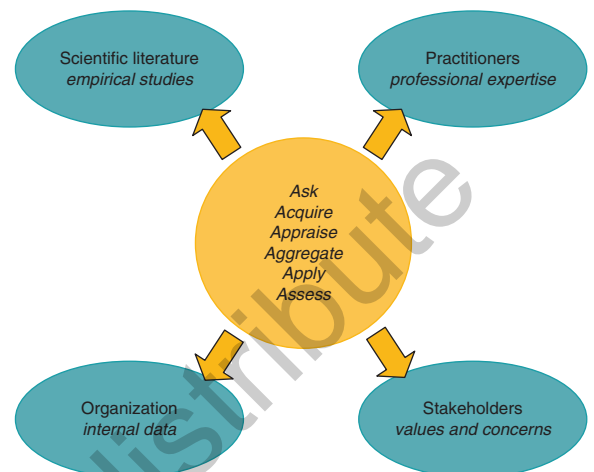 Scientific literature
empirical studies
Practitioners
professional expertise
Ask
Acquire
Appraise
Aggregate
Apply
Assess
Organization
internal data
Stakeholders
values and concerns
distribute